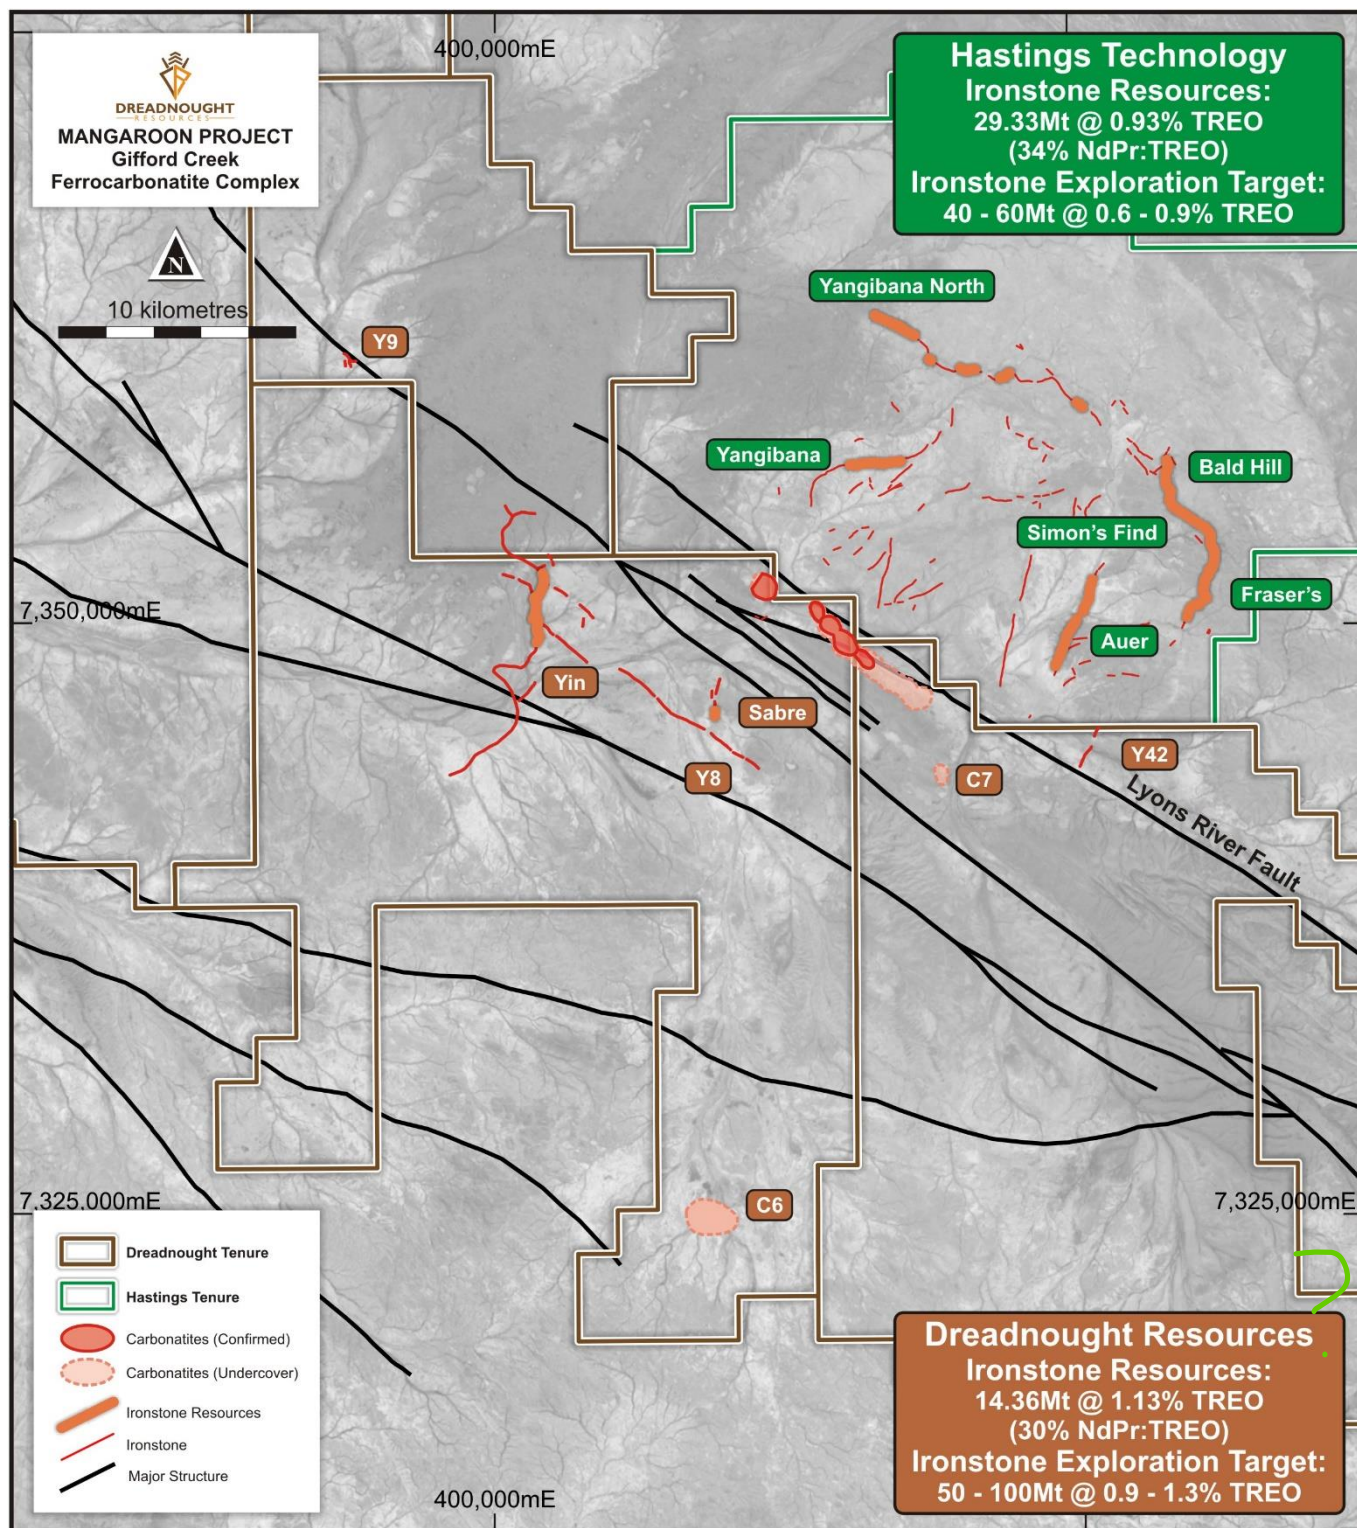 400,000mE
DREADNOUGHT
RESOURCES
MANGAROON PROJECT
Gifford Creek
Ferrocarbonatite Complex
N
10 kilometres
Hastings Technology
Ironstone Resources:
29.33Mt @ 0.93% TREO
(34% NdPr:TREO)
Ironstone Exploration Target:
40 - 60Mt @ 0.6 - 0.9% TREO
Yangibana North
Y9
Yangibana
Bald Hill
Simon's Find
Fraser's
7,350,000mE
Auer
Yin
Sabre
Y42
Y8
C7
Lyons River Fault
7,325,000mE
7,325,000mE
C6
Dreadnought Tenure
Hastings Tenure
Carbonatites (Confirmed)
Carbonatites (Undercover)
Ironstone Resources
Ironstone
Major Structure
Dreadnought Resources
Ironstone Resources:
14.36Mt @ 1.13% TREO
(30% NdPr:TREO)
Ironstone Exploration Target:
50 - 100Mt @ 0.9 - 1.3% TREO
400,000mE